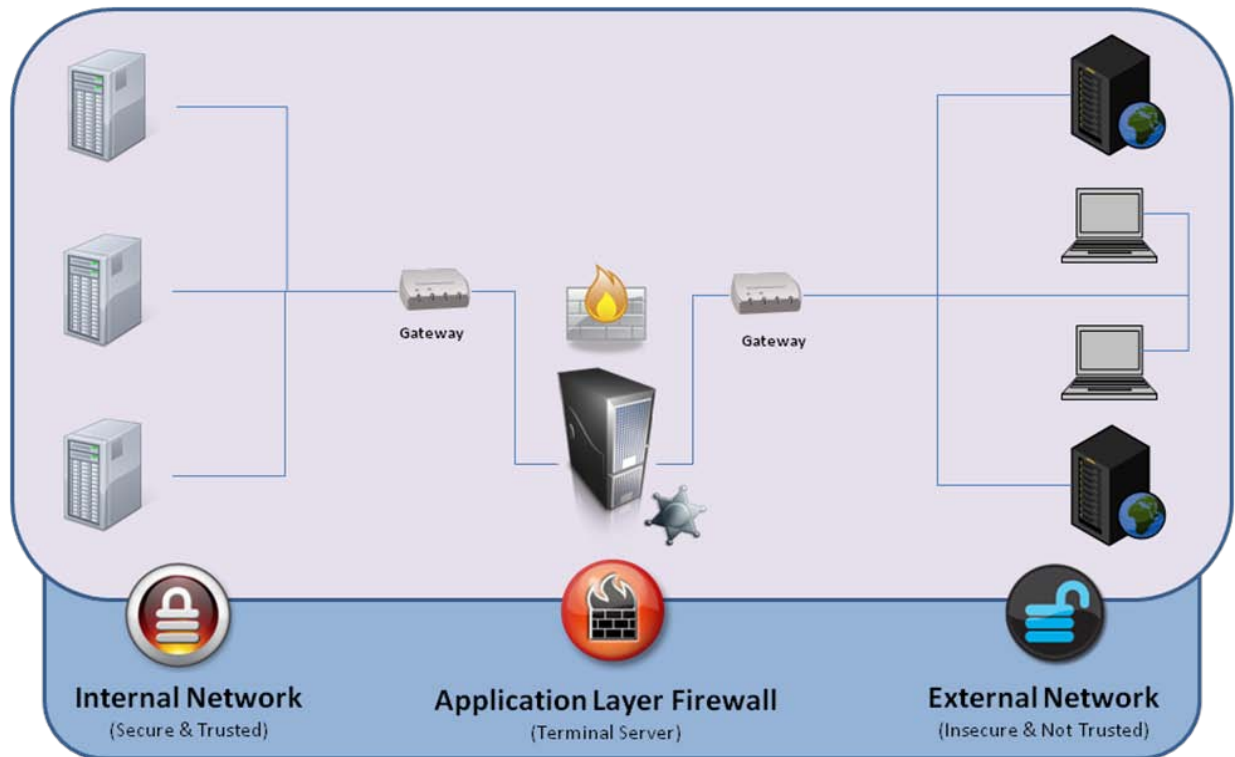 Gateway
Gateway
Internal Network
(Secure & Trusted)
Application Layer Firewall
(Terminal Server)
External Network
(Insecure & Not Trusted)